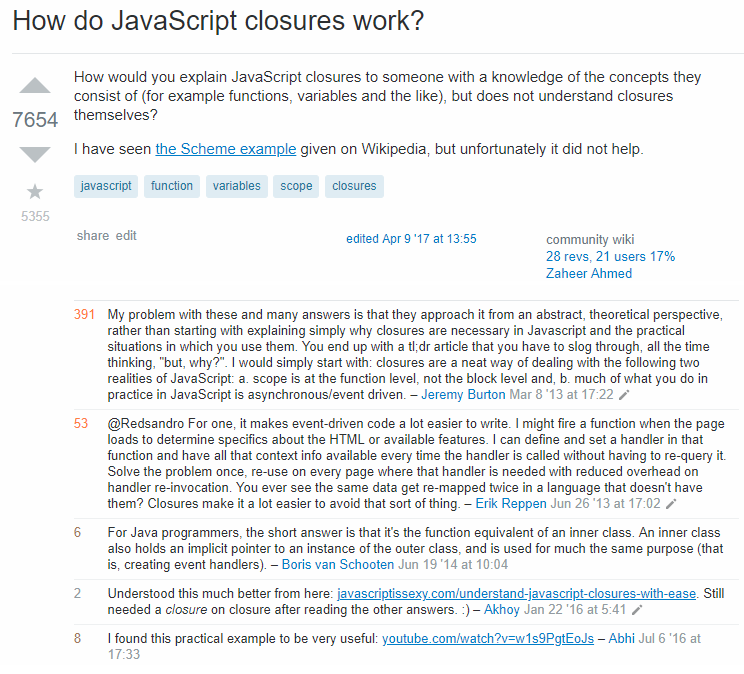 How do JavaScript closures work?
How would you explain JavaScript closures to someone with a knowledge of the concepts they
consist of (for example functions, variables and the like), but does not understand closures
themselves?
7654
I have seen the Scheme example given on Wikipedia, but unfortunately it did not help.
javascript function variables scope closures
5355
share edit
edited Apr 9 '17 at 13:55
community wiki
28 revs, 21 users 17%
Zaheer Ahmed
391 My problem with these and many answers is that they approach it from an abstract, theoretical perspective,
rather than starting with explaining simply why closures are necessary in Javascript and the practical
situations in which you use them. You end up with a tl;dr article that you have to slog through, all the time
thinking, "but, why?". I would simply start with: closures are a neat way of dealing with the following two
realities of JavaScript: a. scope is at the function level, not the block level and, b. much of what you do in
practice in JavaScript is asynchronous/event driven. – Jeremy Burton Mar 8 '13 at 17:22
53 @Redsandro For one, it makes event-driven code a lot easier to write. I might fire a function when the page
loads to determine specifics about the HTML or available features. I can define and set a handler in that
function and have all that context info available every time the handler is called without having to re-query it.
Solve the problem once, re-use on every page where that handler is needed with reduced overhead on
handler re-invocation. You ever see the same data get re-mapped twice in a language that doesn't have
them? Closures make it a lot easier to avoid that sort of thing. – Erik Reppen Jun 26 '13 at 17:02
6 For Java programmers, the short answer is that it's the function equivalent of an inner class. An inner class
also holds an implicit pointer to an instance of the outer class, and is used for much the same purpose (that
is, creating event handlers). – Boris van Schooten Jun 19 '14 at 10:04
2 Understood this much better from here: javascriptissexy.com/understand-javascript-closures-with-ease. Still
needed a closure on closure after reading the other answers. :) – Akhoy Jan 22 '16 at 5:41
8 I found this practical example to be very useful: youtube.com/watch?v=w1s9PgtEoJs – Abhi Jul 6 '16 at
17:33